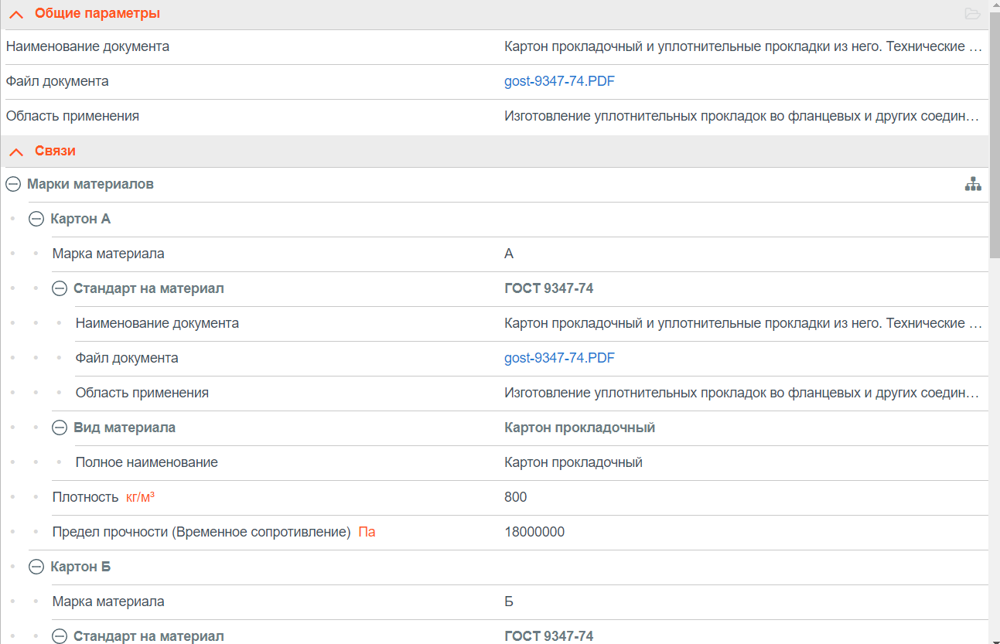 Общие параметры
Наименование документа Картон прокладочный и уплотнительные прокладки из него. Технические …
Файл документа gost-9347-74.PDF
Область применения Изготовление уплотнительных прокладок во фланцевых и других соедин…
Связи
Марки материалов
Картон А
Марка материала А
Стандарт на материал ГОСТ 9347-74
Наименование документа Картон прокладочный и уплотнительные прокладки из него. Технические …
Файл документа gost-9347-74.PDF
Область применения Изготовление уплотнительных прокладок во фланцевых и других соедин…
Вид материала Картон прокладочный
Полное наименование Картон прокладочный
Плотность кг/м³ 800
Предел прочности (Временное сопротивление) Па 18000000
Картон Б
Марка материала Б
Стандарт на материал ГОСТ 9347-74